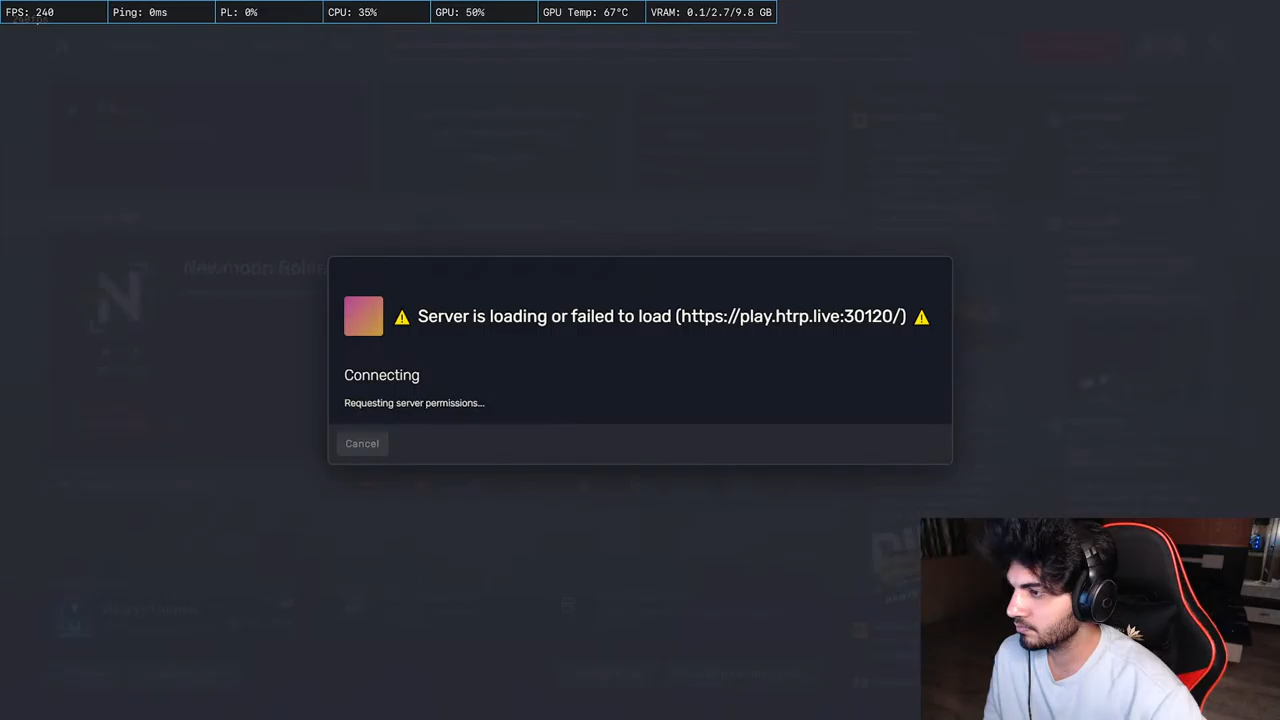 FPS: 240
Ping: 0ms
PL: 0%
CPU: 35%
GPU: 50%
GPU Temp: 67°C
VRAM: 0.1/2.7/9.8 GB
⚠ Server is loading or failed to load (https://play.htrp.live:30120/) ⚠
Connecting
Requesting server permissions...
Cancel